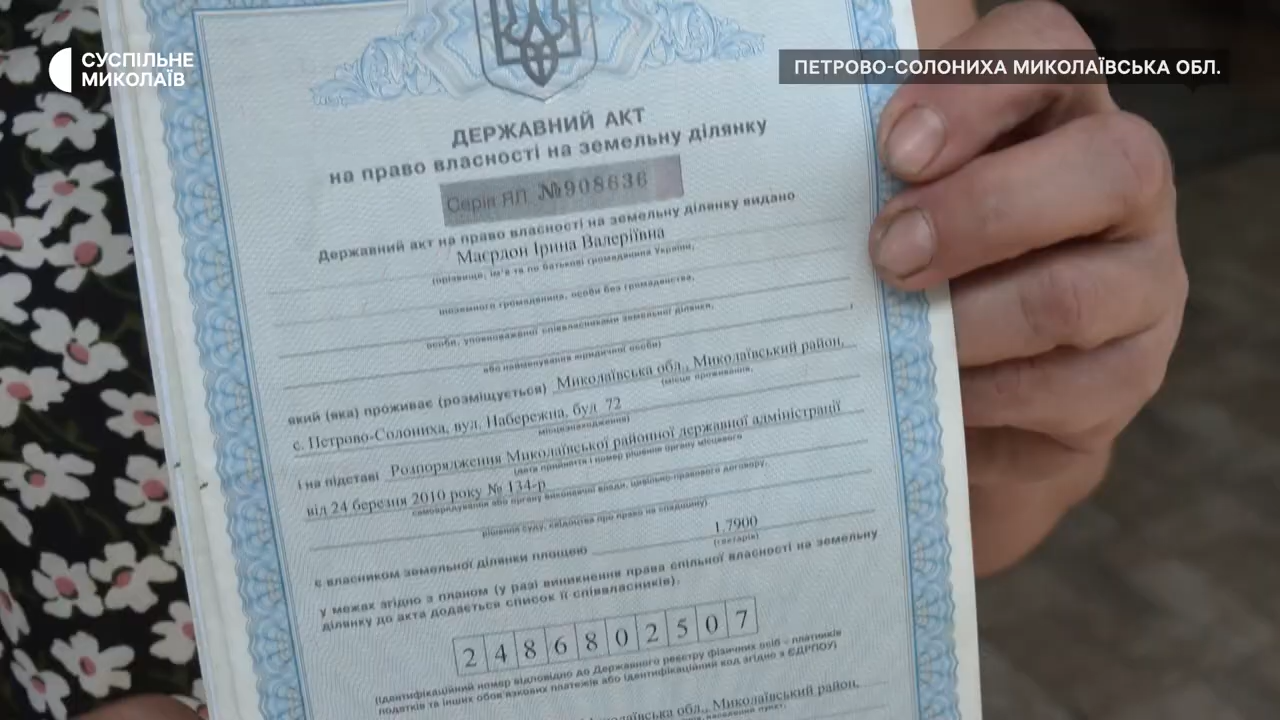 СУСПІЛЬНЕ
МИКОЛАЇВ
ПЕТРОВО-СОЛОНИХА МИКОЛАЇВСЬКА ОБЛ.
ДЕРЖАВНИЙ АКТ
на право власності на земельну ділянку
Серія ЯЛ №908636
Державний акт на право власності на земельну ділянку видано
Маєрдон Ірина Валеріївна
(прізвище, ім'я та по батькові громадянина України,
іноземного громадянина, особи без громадянства,
особи, уповноваженої співвласниками земельної ділянки,
або найменування юридичної особи)
який (яка) проживає (розміщується) Миколаївська обл., Миколаївський район,
(місце проживання,
с. Петрово-Солониха, вул. Набережна, буд. 72
місцезнаходження)
і на підставі Розпорядження Миколаївської районної державної адміністрації
(дата прийняття і номер рішення органу місцевого
від 24 березня 2010 року № 134-р
самоврядування або органу виконавчої влади, цивільно-правового договору,
рішення суду, свідоцтва про право на спадщину)
є власником земельної ділянки площею 1,7900
(гектарів)
у межах згідно з планом (у разі виникнення права спільної власності на земельну
ділянку до акта додається список її співвласників).
2486802507
(ідентифікаційний номер відповідно до Державного реєстру фізичних осіб - платників
податків та інших обов'язкових платежів або ідентифікаційний код згідно з ЄДРПОУ)
обл., Миколаївський район,
населений пункт